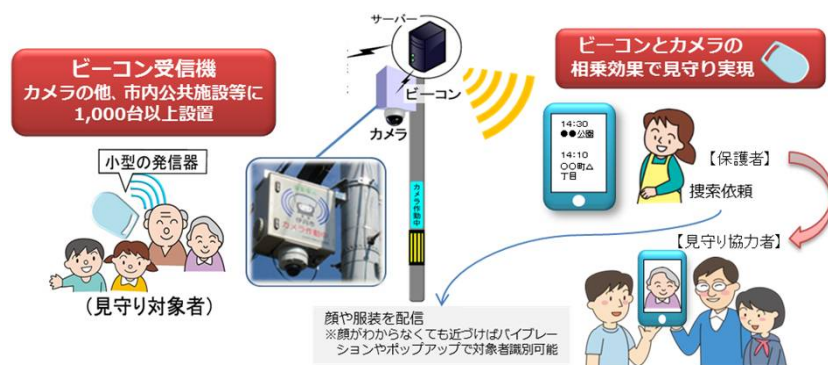 サーバー
ビーコン受信機
カメラの他、市内公共施設等に
1,000台以上設置
ビーコン
カメラ
小型の発信器
(見守り対象者)
カメラ作動中
カメラ作動中
ビーコンとカメラの
相乗効果で見守り実現
14:30
●●公園
14:10
○○町△
丁目
【保護者】
捜索依頼
【見守り協力者】
顔や服装を配信
※顔がわからなくても近づけばバイブレー
ションやポップアップで対象者識別可能